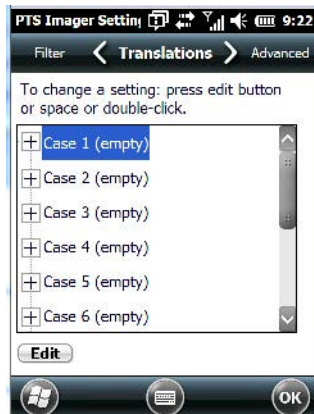 PTS Imager Settin 9:22
Filter Translations Advanced
To change a setting: press edit button
or space or double-click.
Case 1 (empty)
Case 2 (empty)
Case 3 (empty)
Case 4 (empty)
Case 5 (empty)
Case 6 (empty)
Edit
OK